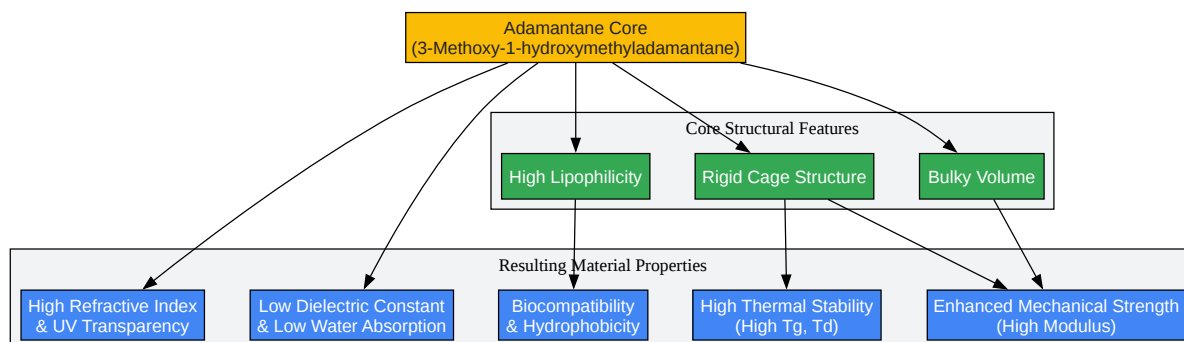 Adamantane Core
(3-Methoxy-1-hydroxymethyladamantane)
Core Structural Features
High Lipophilicity
Rigid Cage Structure
Bulky Volume
Resulting Material Properties
High Refractive Index
& UV Transparency
Low Dielectric Constant
& Low Water Absorption
Biocompatibility
& Hydrophobicity
High Thermal Stability
(High Tg, Td)
Enhanced Mechanical Strength
(High Modulus)